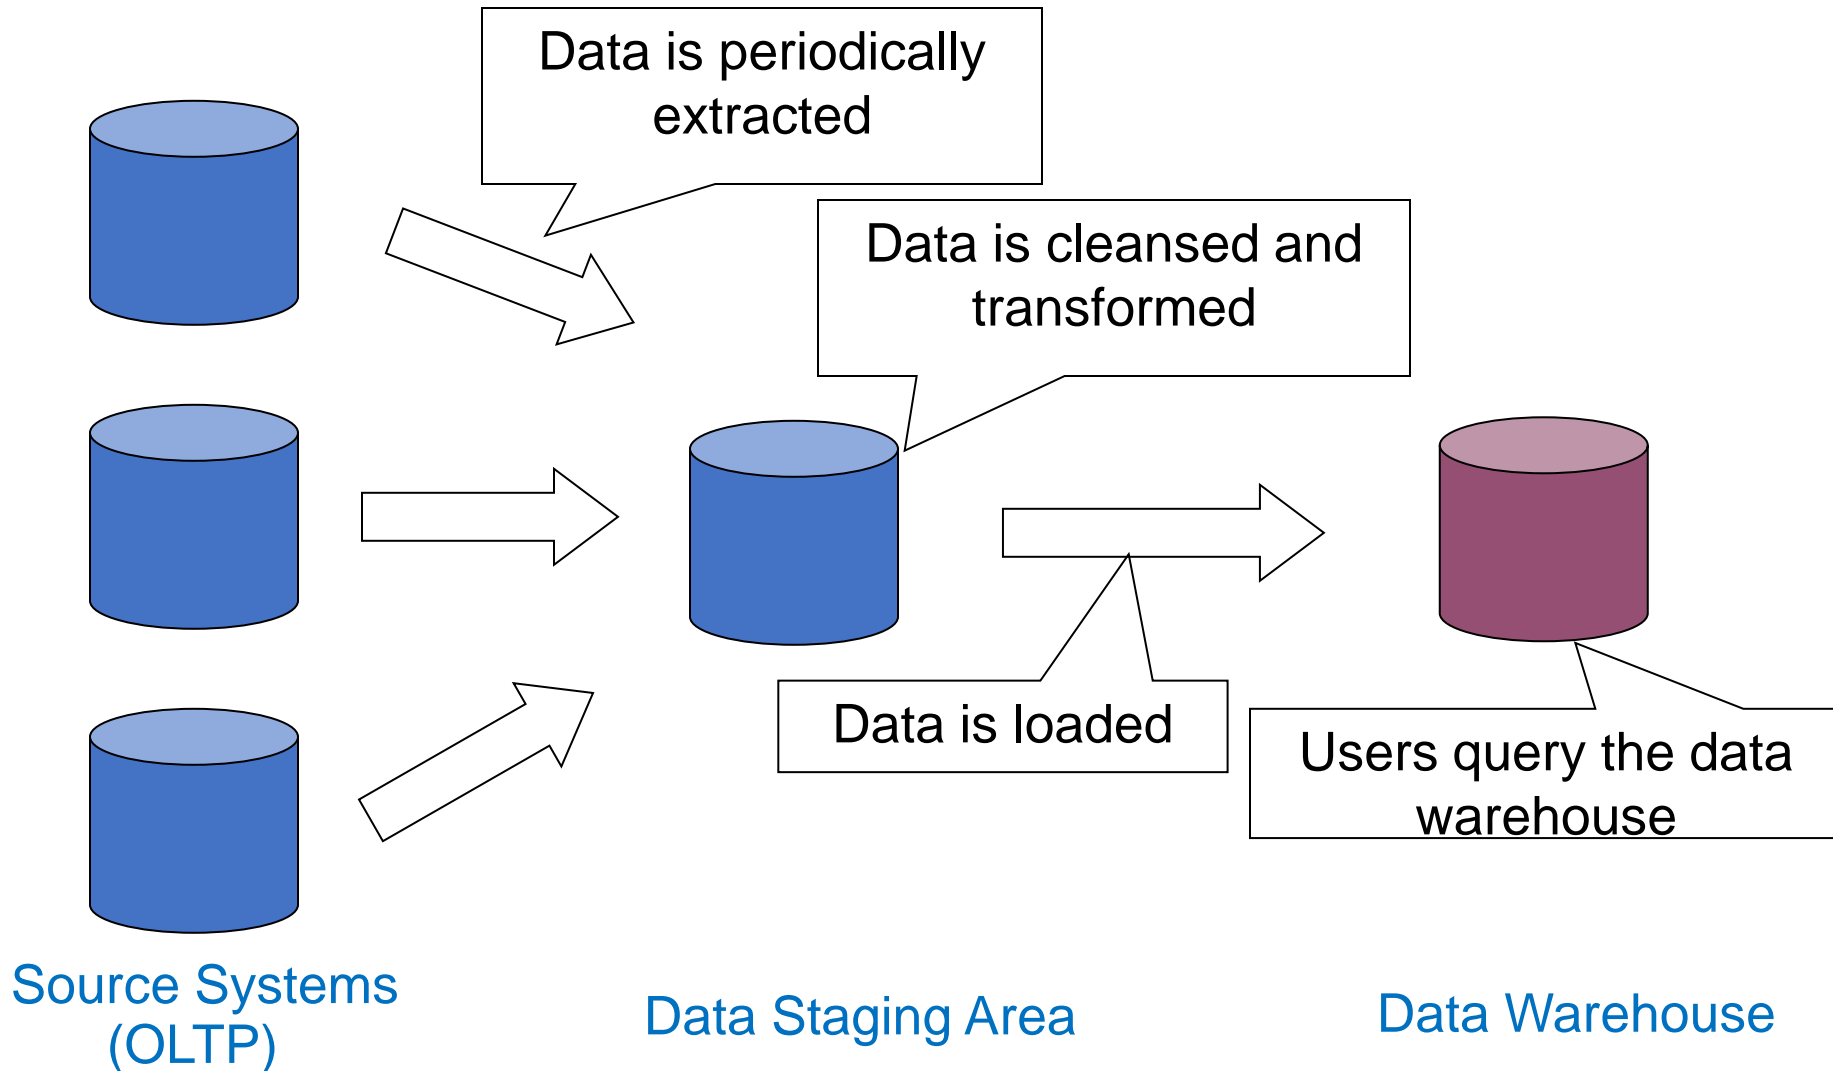 Data is periodically
extracted
Data is cleansed and
transformed
Data is loaded
Users query the data
warehouse
Source Systems
(OLTP)
Data Staging Area
Data Warehouse